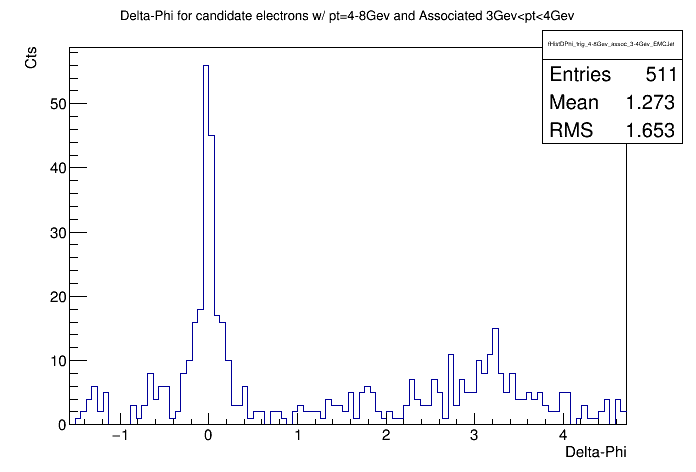 Delta-Phi for candidate electrons w/ pt=4-8Gev and Associated 3Gev<pt<4Gev
fHistDPhi_trig_4-8Gev_assoc_3-4Gev_EMCJet
Entries 511
Mean 1.273
RMS 1.653
Cts
50
40
30
20
10
0
−1 0 1 2 3 4
Delta-Phi